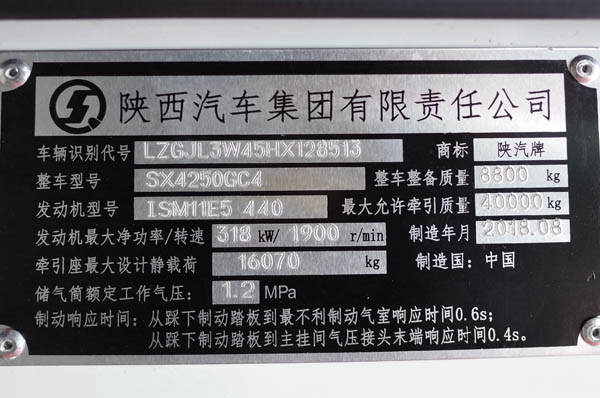 陕西汽车集团有限责任公司
车辆识别代号 LZGJL3W45HX128513 商标 陕汽牌
整车型号 SX4250GC4 整车整备质量 8800 kg
发动机型号 ISM11E5 440 最大允许牵引质量 40000 kg
发动机最大净功率/转速 318 kW/ 1900 r/min 制造年月 2018.08
牵引座最大设计静载荷 16070 kg 制造国：中国
储气筒额定工作气压： 1.2 MPa
制动响应时间：从踩下制动踏板到最不利制动气室响应时间0.6s；
从踩下制动踏板到主挂间气压接头末端响应时间0.4s。